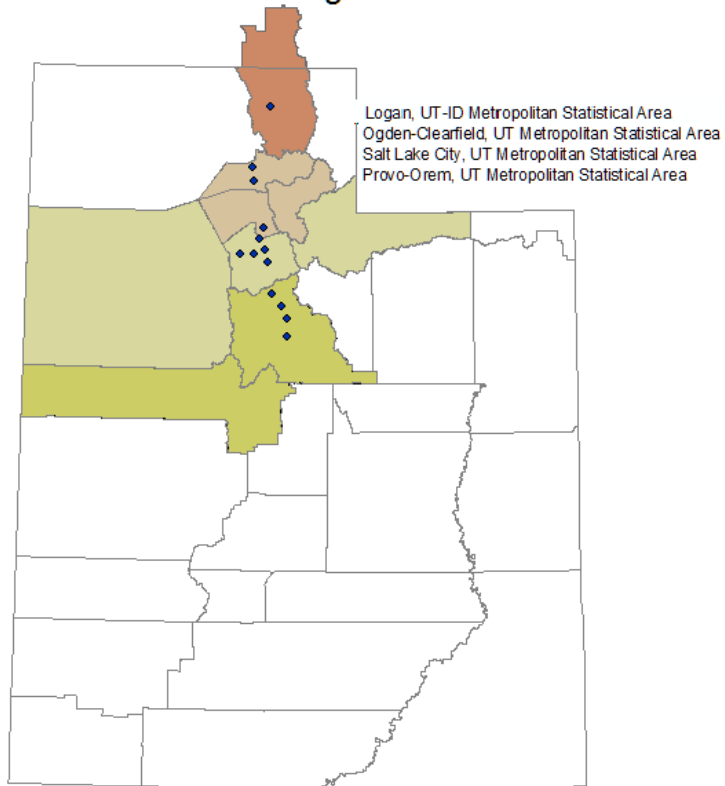 Logan, UT-ID Metropolitan Statistical Area
Ogden-Clearfield, UT Metropolitan Statistical Area
Salt Lake City, UT Metropolitan Statistical Area
Provo-Orem, UT Metropolitan Statistical Area